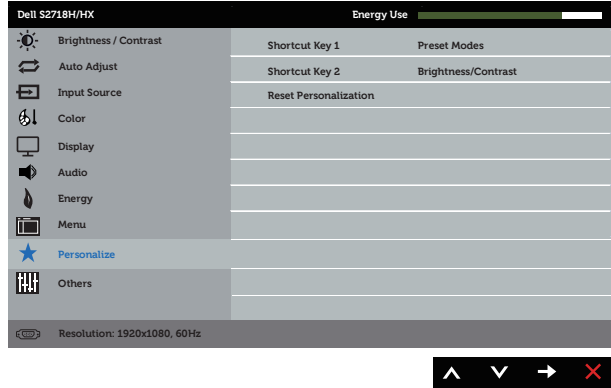 Dell S2718H/HX Energy Use
Brightness / Contrast
Auto Adjust
Input Source
Color
Display
Audio
Energy
Menu
Personalize
Others
Shortcut Key 1 Preset Modes
Shortcut Key 2 Brightness/Contrast
Reset Personalization
Resolution: 1920x1080, 60Hz